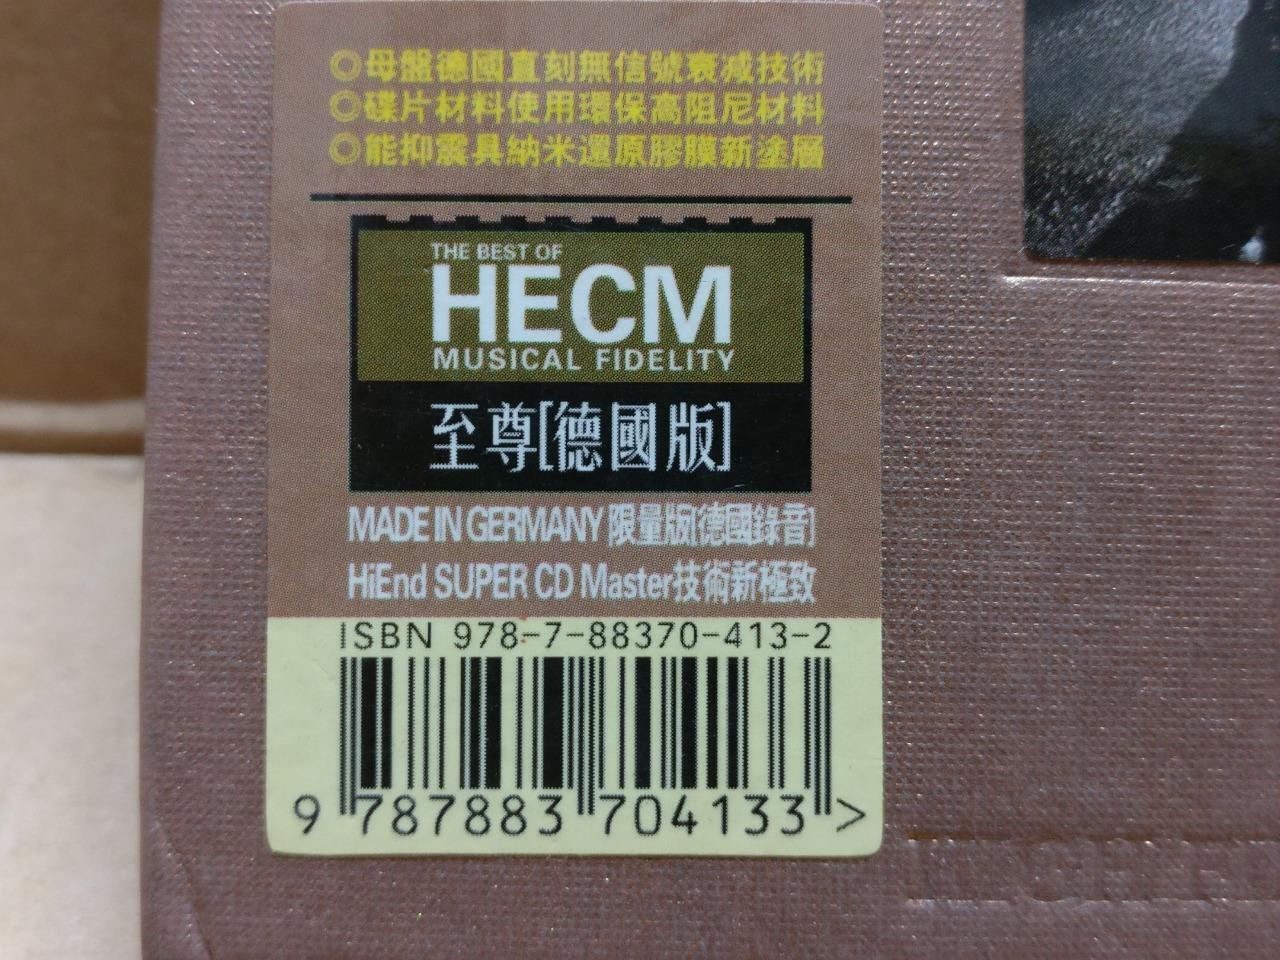 ◎母盤德國直刻無信號衰減技術
◎碟片材料使用環保高阻尼材料
◎能抑震具納米還原膠膜新塗層
THE BEST OF
HECM
MUSICAL FIDELITY
至尊[德國版]
MADE IN GERMANY 限量版[德國錄音]
HiEnd SUPER CD Master技術新極致
ISBN 978-7-88370-413-2
9 787883 704133 >